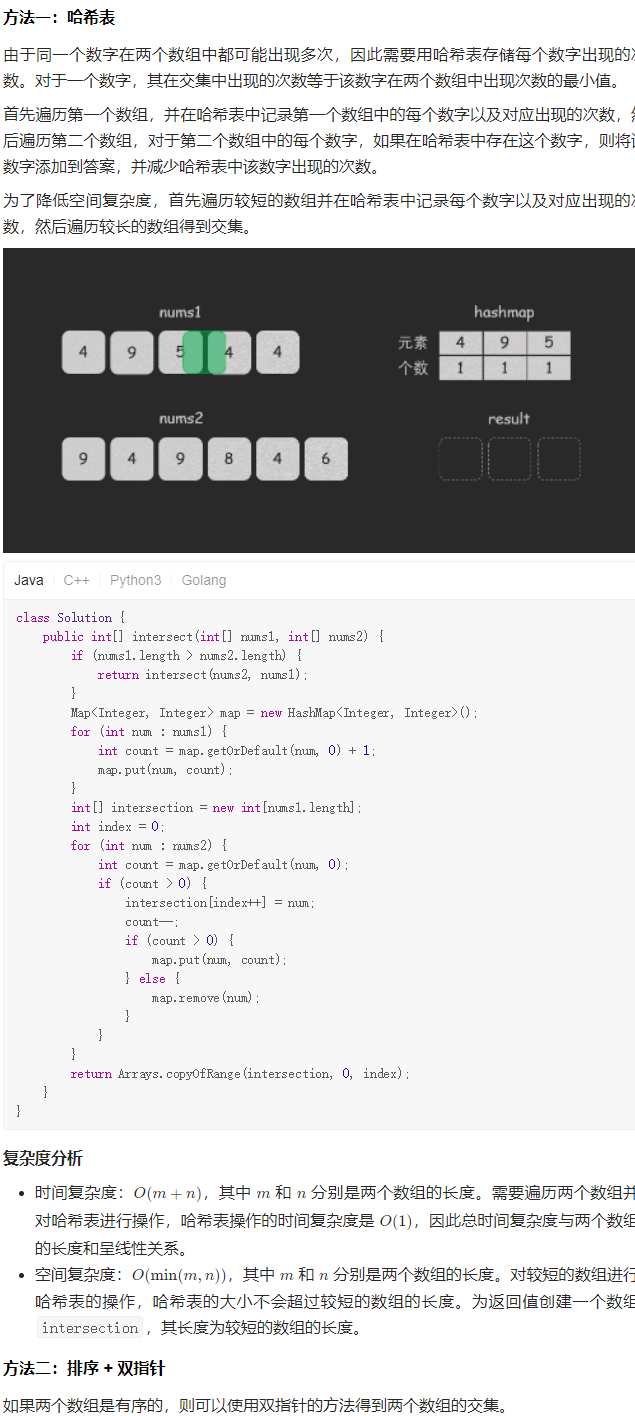 方法一：哈希表
由于同一个数字在两个数组中都可能出现多次，因此需要用哈希表存储每个数字出现的
数。对于一个数字，其在交集中出现的次数等于该数字在两个数组中出现次数的最小值。
首先遍历第一个数组，并在哈希表中记录第一个数组中的每个数字以及对应出现的次数，
后遍历第二个数组，对于第二个数组中的每个数字，如果在哈希表中存在这个数字，则将
数字添加到答案，并减少哈希表中该数字出现的次数。
为了降低空间复杂度，首先遍历较短的数组并在哈希表中记录每个数字以及对应出现的
数，然后遍历较长的数组得到交集。
nums1
4 9 5 4 4
hashmap
元素 4 9 5
个数 1 1 1
nums2
9 4 9 8 4 6
result
Java C++ Python3 Golang
class Solution {
    public int[] intersect(int[] nums1, int[] nums2) {
        if (nums1.length > nums2.length) {
            return intersect(nums2, nums1);
        }
        Map<Integer, Integer> map = new HashMap<Integer, Integer>();
        for (int num : nums1) {
            int count = map.getOrDefault(num, 0) + 1;
            map.put(num, count);
        }
        int[] intersection = new int[nums1.length];
        int index = 0;
        for (int num : nums2) {
            int count = map.getOrDefault(num, 0);
            if (count > 0) {
                intersection[index++] = num;
                count--;
                if (count > 0) {
                    map.put(num, count);
                } else {
                    map.remove(num);
                }
            }
        }
        return Arrays.copyOfRange(intersection, 0, index);
    }
}
复杂度分析
• 时间复杂度：O(m + n)，其中 m 和 n 分别是两个数组的长度。需要遍历两个数组并
对哈希表进行操作，哈希表操作的时间复杂度是 O(1)，因此总时间复杂度与两个数组
的长度和呈线性关系。
• 空间复杂度：O(min(m, n))，其中 m 和 n 分别是两个数组的长度。对较短的数组进行
哈希表的操作，哈希表的大小不会超过较短的数组的长度。为返回值创建一个数组
intersection，其长度为较短的数组的长度。
方法二：排序 + 双指针
如果两个数组是有序的，则可以使用双指针的方法得到两个数组的交集。